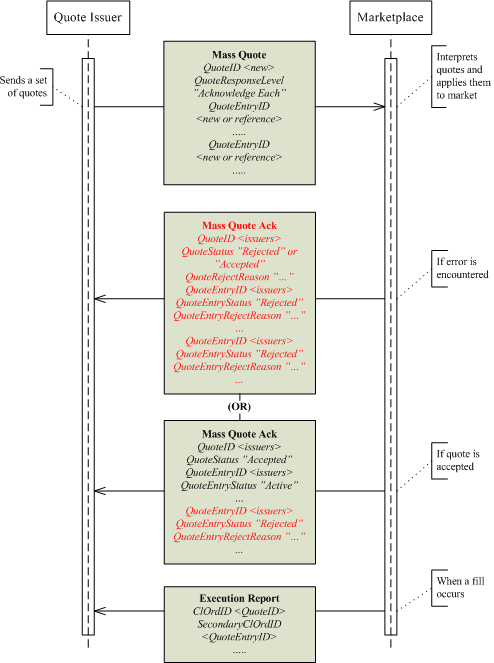 Quote Issuer
Marketplace
Sends a set
of quotes
Mass Quote
QuoteID <new>
QuoteResponseLevel
"Acknowledge Each"
QuoteEntryID
<new or reference>
.....
QuoteEntryID
<new or reference>
.....
Interprets
quotes and
applies them
to market
Mass Quote Ack
QuoteID <issuers>
QuoteStatus "Rejected" or
"Accepted"
QuoteRejectReason "..."
QuoteEntryID <issuers>
QuoteEntryStatus "Rejected"
QuoteEntryRejectReason "..."
...
QuoteEntryID <issuers>
QuoteEntryStatus "Rejected"
QuoteEntryRejectReason "..."
...
If error is
encountered
(OR)
Mass Quote Ack
QuoteID <issuers>
QuoteStatus "Accepted"
QuoteEntryID <issuers>
QuoteEntryStatus "Active"
...
QuoteEntryID <issuers>
QuoteEntryStatus "Rejected"
QuoteEntryRejectReason "..."
...
If quote is
accepted
Execution Report
ClOrdID <QuoteID>
SecondaryClOrdID
<QuoteEntryID>
.....
When a fill
occurs